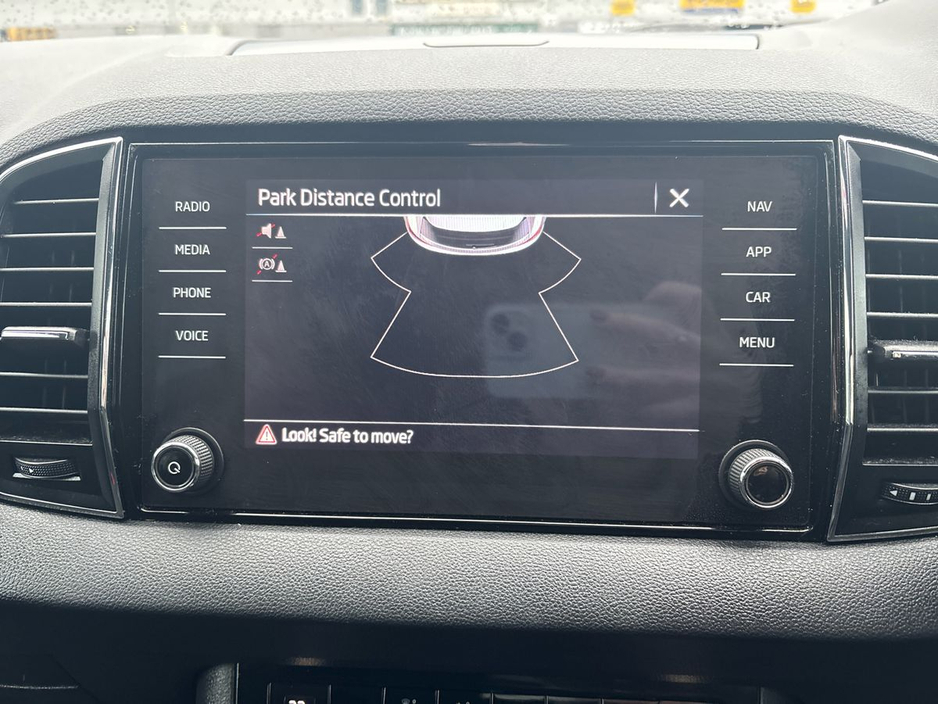 RADIO
MEDIA
PHONE
VOICE
Park Distance Control
Look! Safe to move?
NAV
APP
CAR
MENU